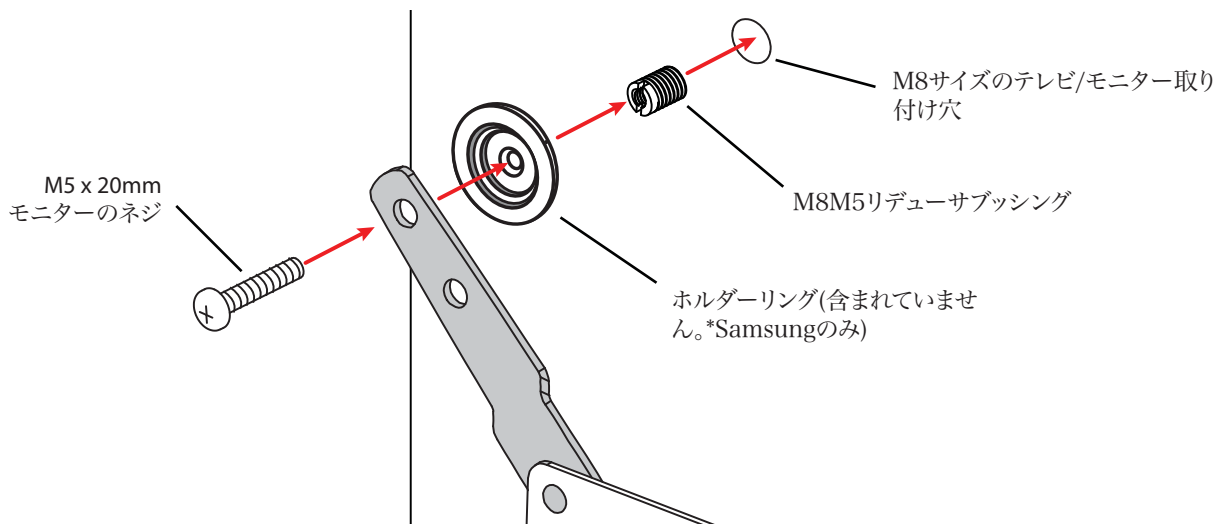 M8サイズのテレビ/モニター取り
付け穴
M5 x 20mm
モニターのネジ
M8M5リデューサブッシング
ホルダーリング(含まれていませ
ん。*Samsungのみ)